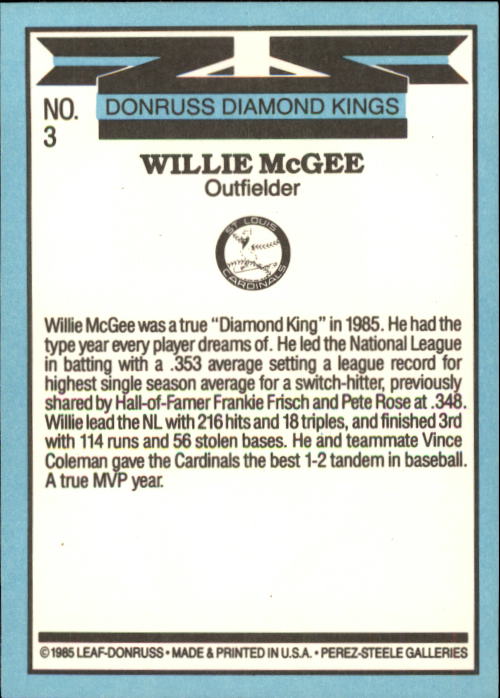 NO.
3
DONRUSS DIAMOND KINGS
WILLIE McGEE
Outfielder
ST LOUIS
CARDINALS
Willie McGee was a true "Diamond King" in 1985. He had the
type year every player dreams of. He led the National League
in batting with a .353 average setting a league record for
highest single season average for a switch-hitter, previously
shared by Hall-of-Famer Frankie Frisch and Pete Rose at .348.
Willie lead the NL with 216 hits and 18 triples, and finished 3rd
with 114 runs and 56 stolen bases. He and teammate Vince
Coleman gave the Cardinals the best 1-2 tandem in baseball.
A true MVP year.
©1985 LEAF-DONRUSS • MADE & PRINTED IN U.S.A. • PEREZ-STEELE GALLERIES